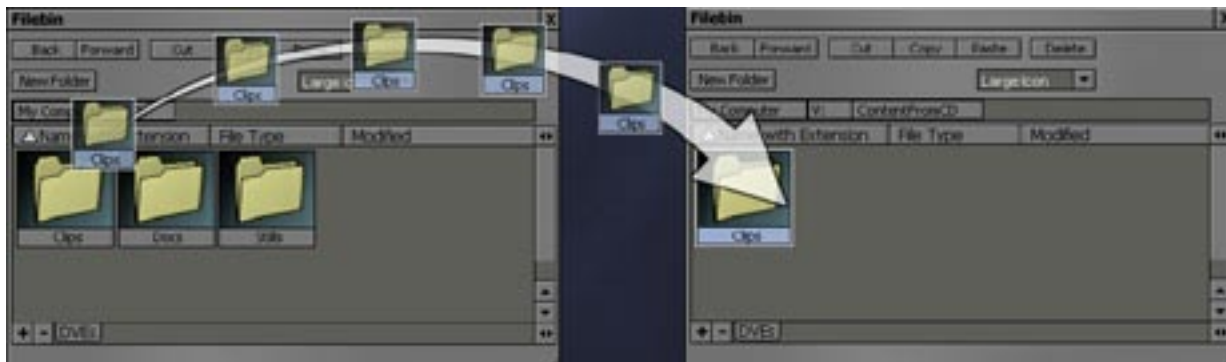 Filebin X
Back Forward Cut
New Folder Large
My Com
Nam tension File Type Modified
Clips
Clips
Clips
Clips
Clips
Clips Docs Stills
+ - DVEs
Filebin
Back Forward Cut Copy Paste Delete
New Folder Large Icon
Computer V: ContentFromCD
with Extension File Type Modified
Clips
+ - DVEs